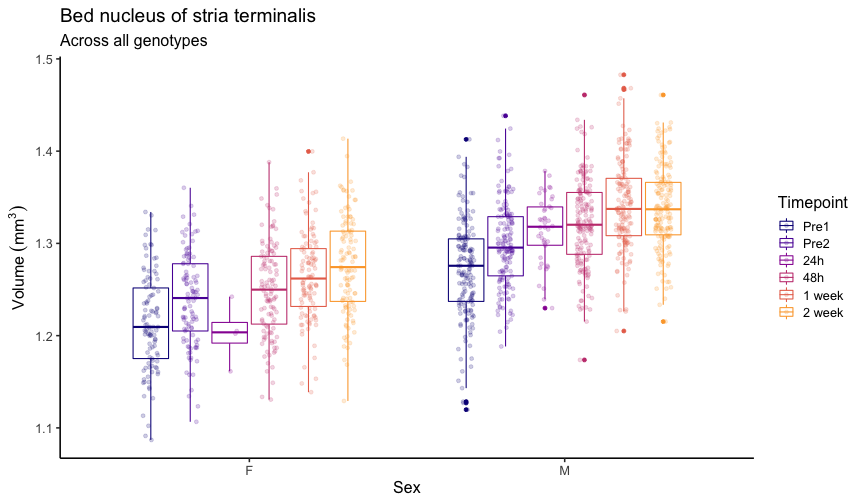 Bed nucleus of stria terminalis
Across all genotypes
1.5
1.4
1.3
1.2
1.1
Volume (mm³)
F
M
Sex
Timepoint
Pre1
Pre2
24h
48h
1 week
2 week